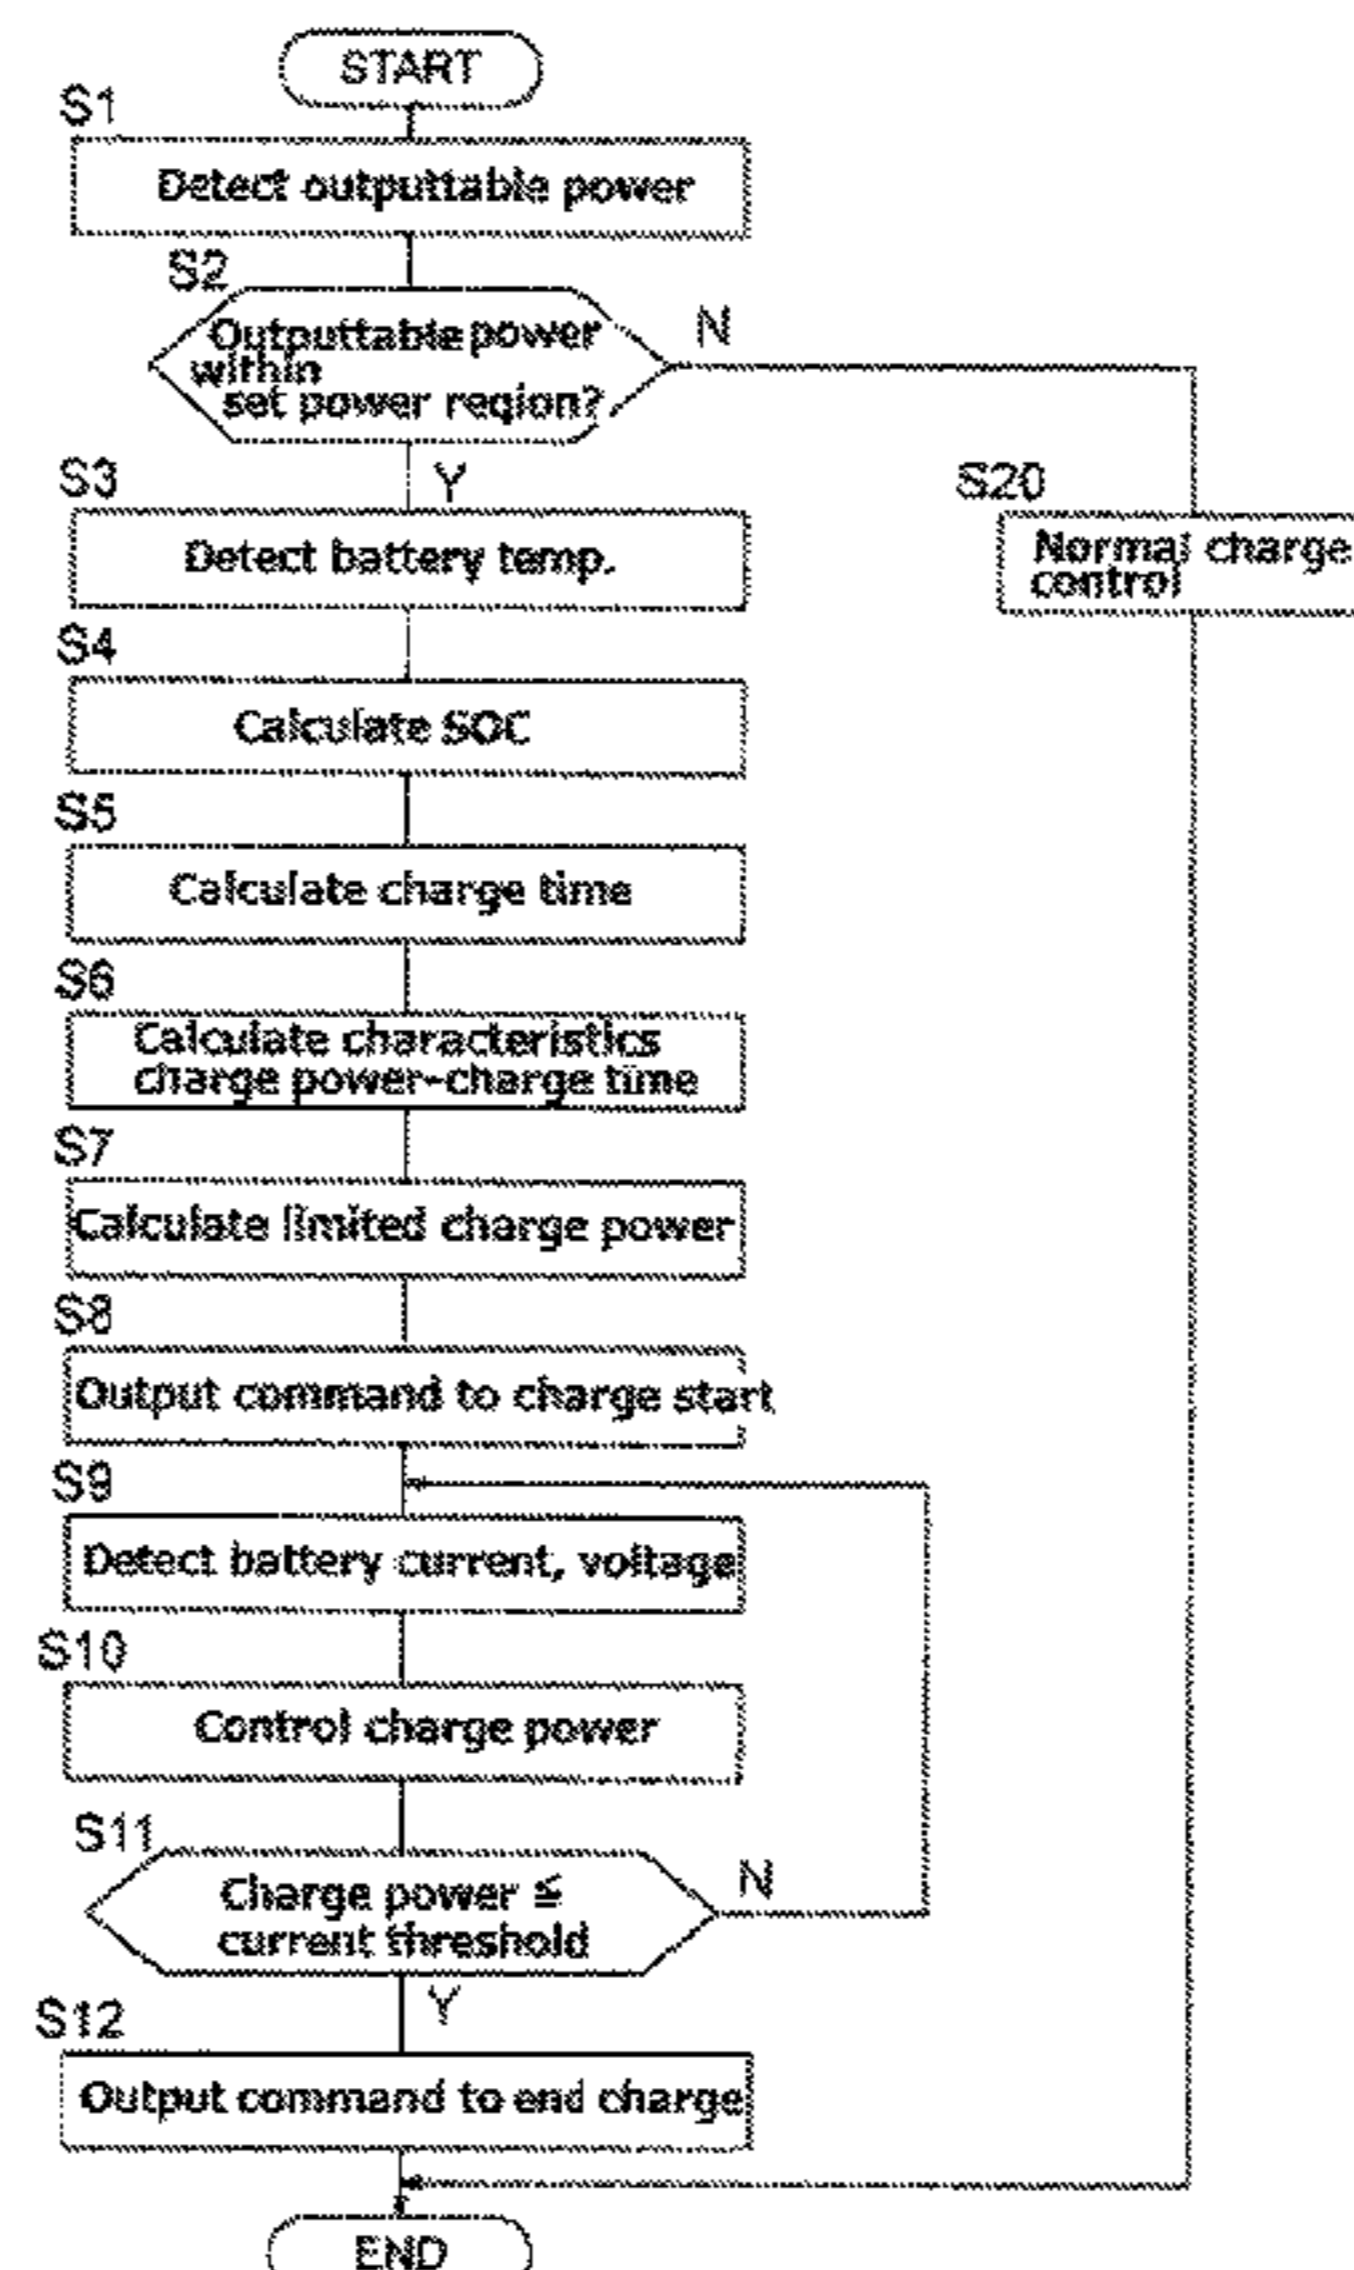 START
S1
Detect outputtable power
S2
Outputtable power
within
set power region?
N
Y
S3
Detect battery temp.
S20
Normal charge
control
S4
Calculate SOC
S5
Calculate charge time
S6
Calculate characteristics
charge power-charge time
S7
Calculate limited charge power
S8
Output command to charge start
S9
Detect battery current, voltage
S10
Control charge power
S11
Charge power ≦
current threshold
N
Y
S12
Output command to end charge
END